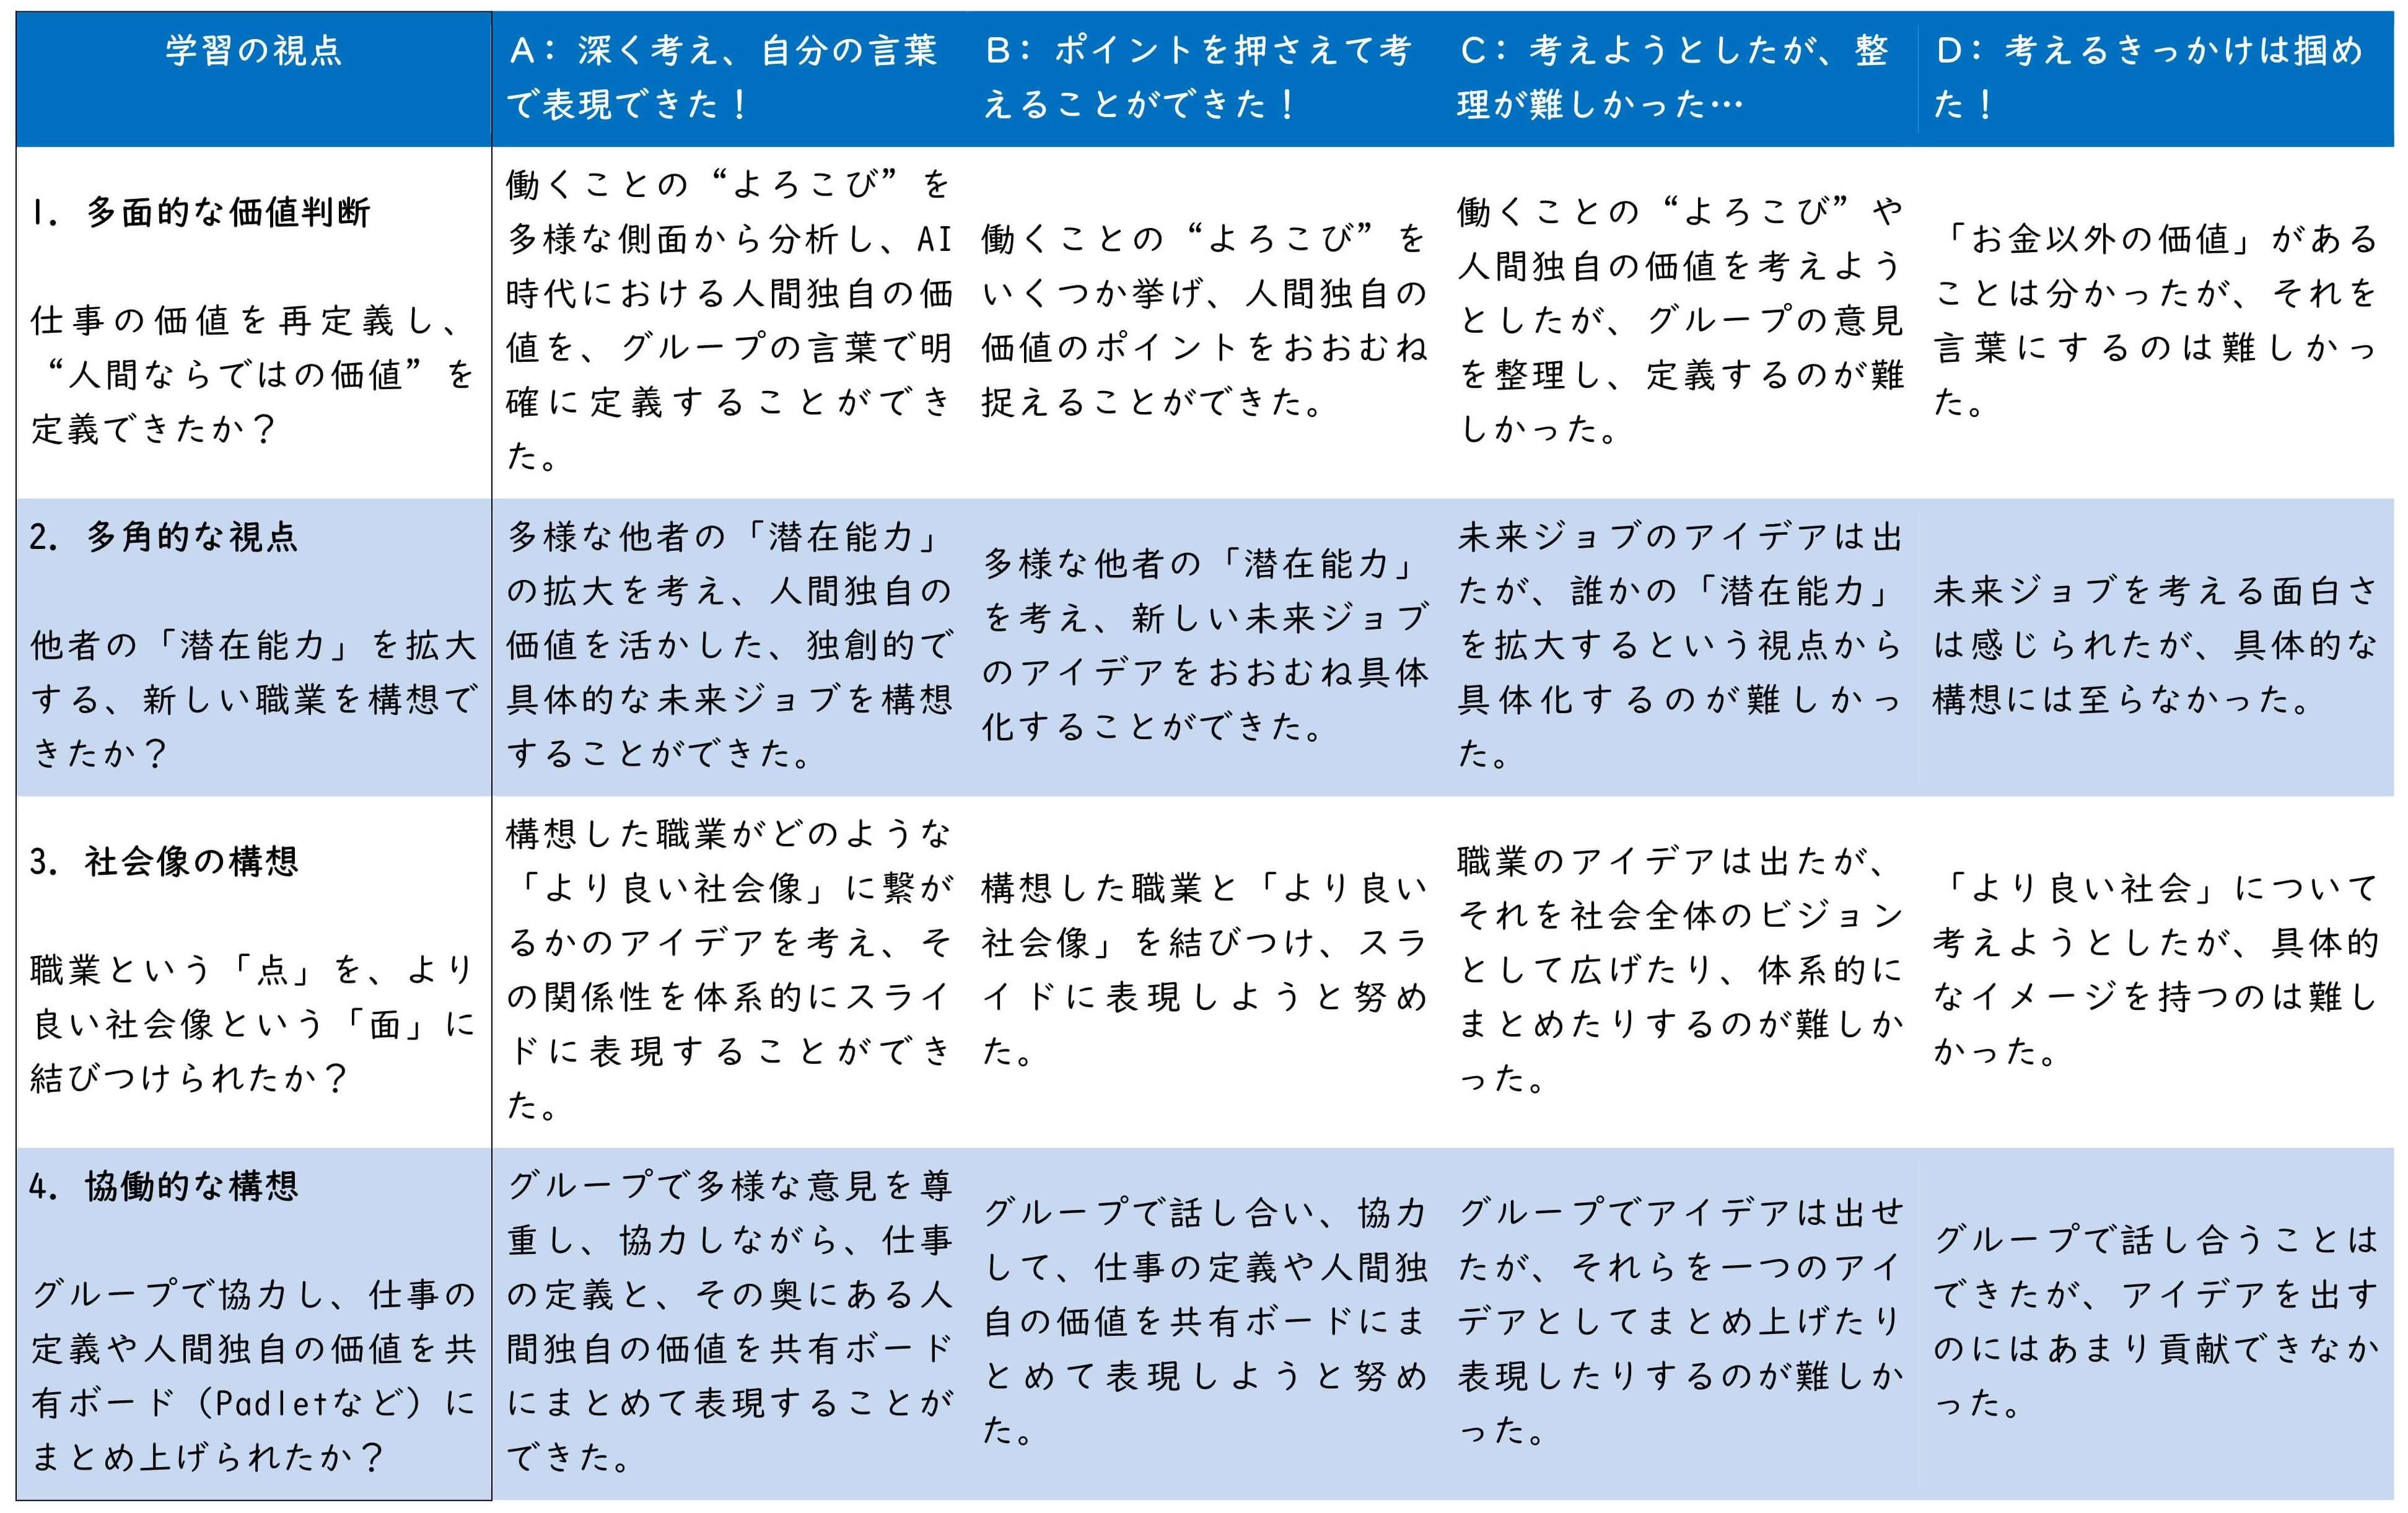 学習の視点
A：深く考え、自分の言葉
で表現できた！
B：ポイントを押さえて考
えることができた！
C：考えようとしたが、整
理が難しかった…
D：考えるきっかけは掴め
た！
1. 多面的な価値判断
仕事の価値を再定義し、
“人間ならではの価値”を
定義できたか？
働くことの“よろこび”を
多様な側面から分析し、AI
時代における人間独自の価
値を、グループの言葉で明
確に定義することができ
た。
働くことの“よろこび”を
いくつか挙げ、人間独自の
価値のポイントをおおむね
捉えることができた。
働くことの“よろこび”や
人間独自の価値を考えよう
としたが、グループの意見
を整理し、定義するのが難
しかった。
「お金以外の価値」がある
ことは分かったが、それを
言葉にするのは難しかっ
た。
2. 多角的な視点
他者の「潜在能力」を拡大
する、新しい職業を構想で
きたか？
多様な他者の「潜在能力」
の拡大を考え、人間独自の
価値を活かした、独創的で
具体的な未来ジョブを構想
することができた。
多様な他者の「潜在能力」
を考え、新しい未来ジョブ
のアイデアをおおむね具体
化することができた。
未来ジョブのアイデアは出
たが、誰かの「潜在能力」
を拡大するという視点から
具体化するのが難しかっ
た。
未来ジョブを考える面白さ
は感じられたが、具体的な
構想には至らなかった。
3. 社会像の構想
職業という「点」を、より
良い社会像という「面」に
結びつけられたか？
構想した職業がどのような
「より良い社会像」に繋が
るかのアイデアを考え、そ
の関係性を体系的にスライ
ドに表現することができ
た。
構想した職業と「より良い
社会像」を結びつけ、スラ
イドに表現しようと努め
た。
職業のアイデアは出たが、
それを社会全体のビジョン
として広げたり、体系的に
まとめたりするのが難しか
った。
「より良い社会」について
考えようとしたが、具体的
なイメージを持つのは難し
かった。
4. 協働的な構想
グループで協力し、仕事の
定義や人間独自の価値を共
有ボード（Padletなど）に
まとめ上げられたか？
グループで多様な意見を尊
重し、協力しながら、仕事
の定義と、その奥にある人
間独自の価値を共有ボード
にまとめて表現することが
できた。
グループで話し合い、協力
して、仕事の定義や人間独
自の価値を共有ボードにま
とめて表現しようと努め
た。
グループでアイデアは出せ
たが、それらを一つのアイ
デアとしてまとめ上げたり
表現したりするのが難しか
った。
グループで話し合うことは
できたが、アイデアを出す
のにはあまり貢献できなか
った。